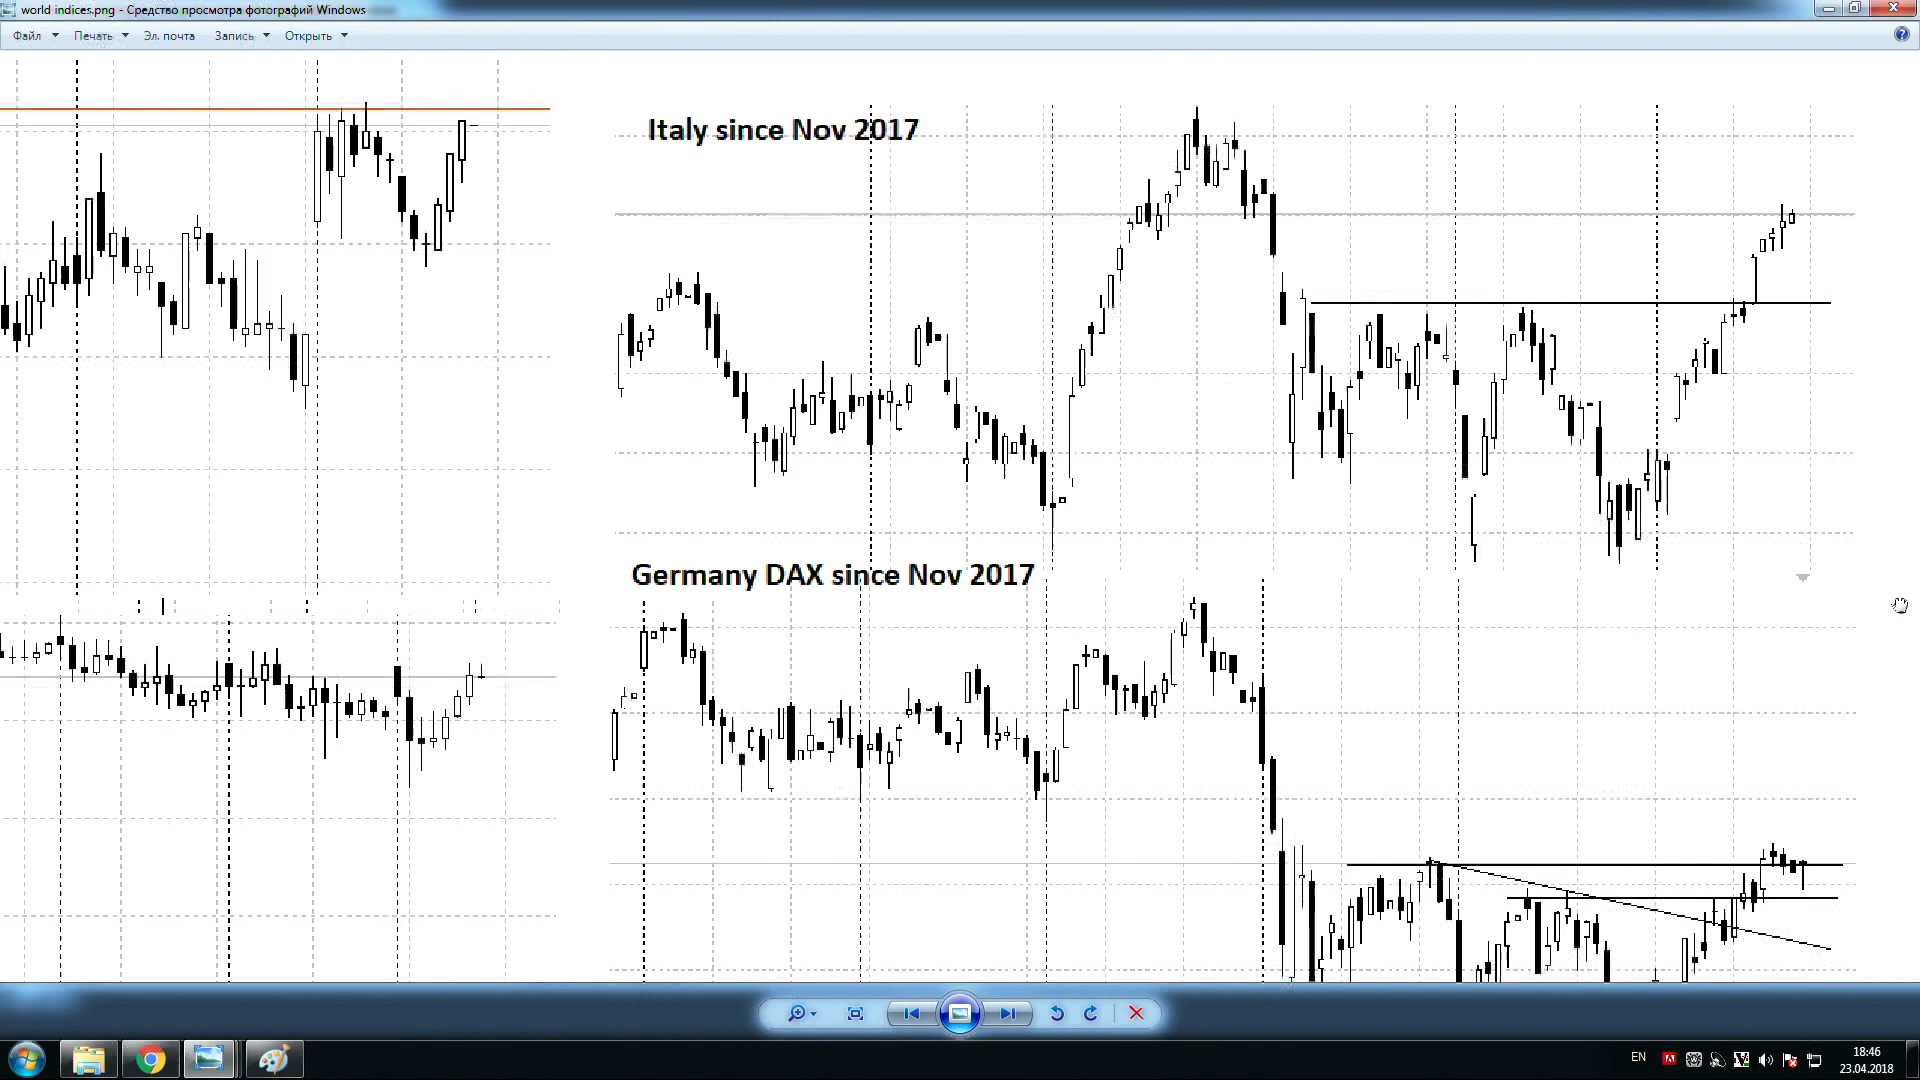 world indices.png - Средство просмотра фотографий Windows
Файл Печать Эл. почта Запись Открыть
Italy since Nov 2017
Germany DAX since Nov 2017
EN
18:46
23.04.2018